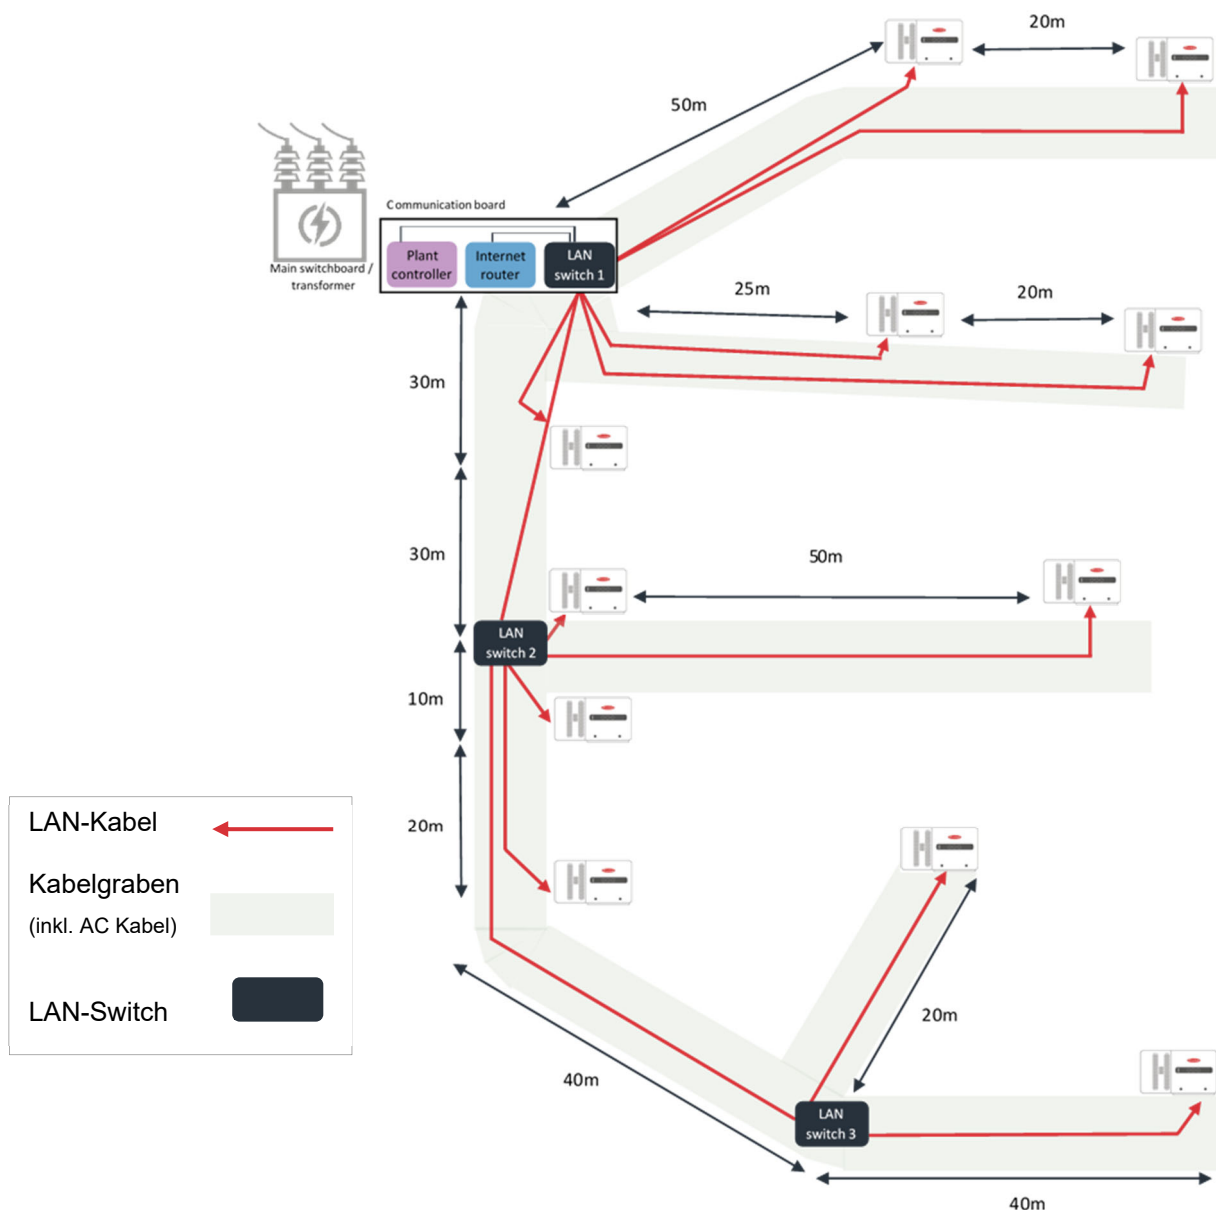 20m
50m
Communication board
Plant
controller
Internet
router
LAN
switch 1
Main switchboard /
transformer
25m
20m
30m
30m
50m
LAN
switch 2
10m
20m
LAN-Kabel
Kabelgraben
(inkl. AC Kabel)
LAN-Switch
20m
40m
LAN
switch 3
40m